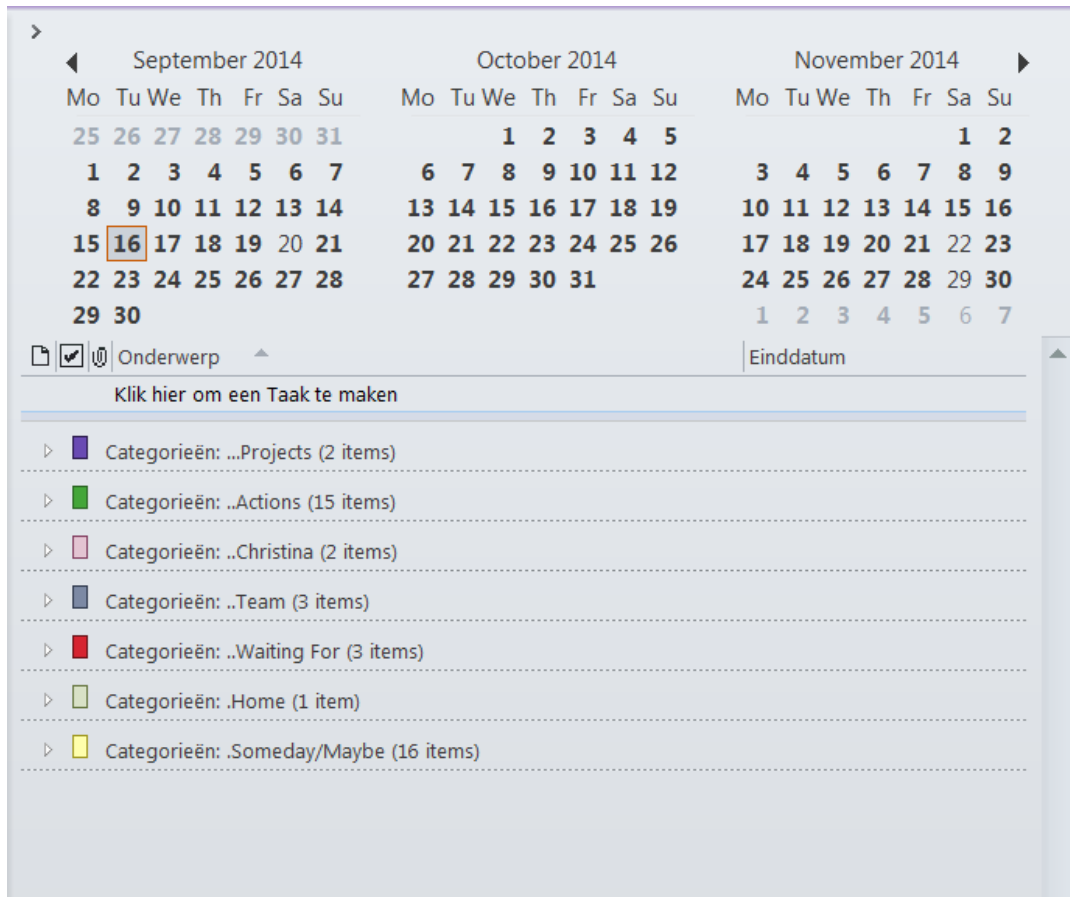 September 2014 October 2014 November 2014
Mo Tu We Th Fr Sa Su Mo Tu We Th Fr Sa Su Mo Tu We Th Fr Sa Su
25 26 27 28 29 30 31 1 2 3 4 5 1 2
1 2 3 4 5 6 7 6 7 8 9 10 11 12 3 4 5 6 7 8 9
8 9 10 11 12 13 14 13 14 15 16 17 18 19 10 11 12 13 14 15 16
15 16 17 18 19 20 21 20 21 22 23 24 25 26 17 18 19 20 21 22 23
22 23 24 25 26 27 28 27 28 29 30 31 24 25 26 27 28 29 30
29 30 1 2 3 4 5 6 7
Onderwerp Einddatum
Klik hier om een Taak te maken
Categorieën: ...Projects (2 items)
Categorieën: ..Actions (15 items)
Categorieën: ..Christina (2 items)
Categorieën: ..Team (3 items)
Categorieën: ..Waiting For (3 items)
Categorieën: .Home (1 item)
Categorieën: .Someday/Maybe (16 items)